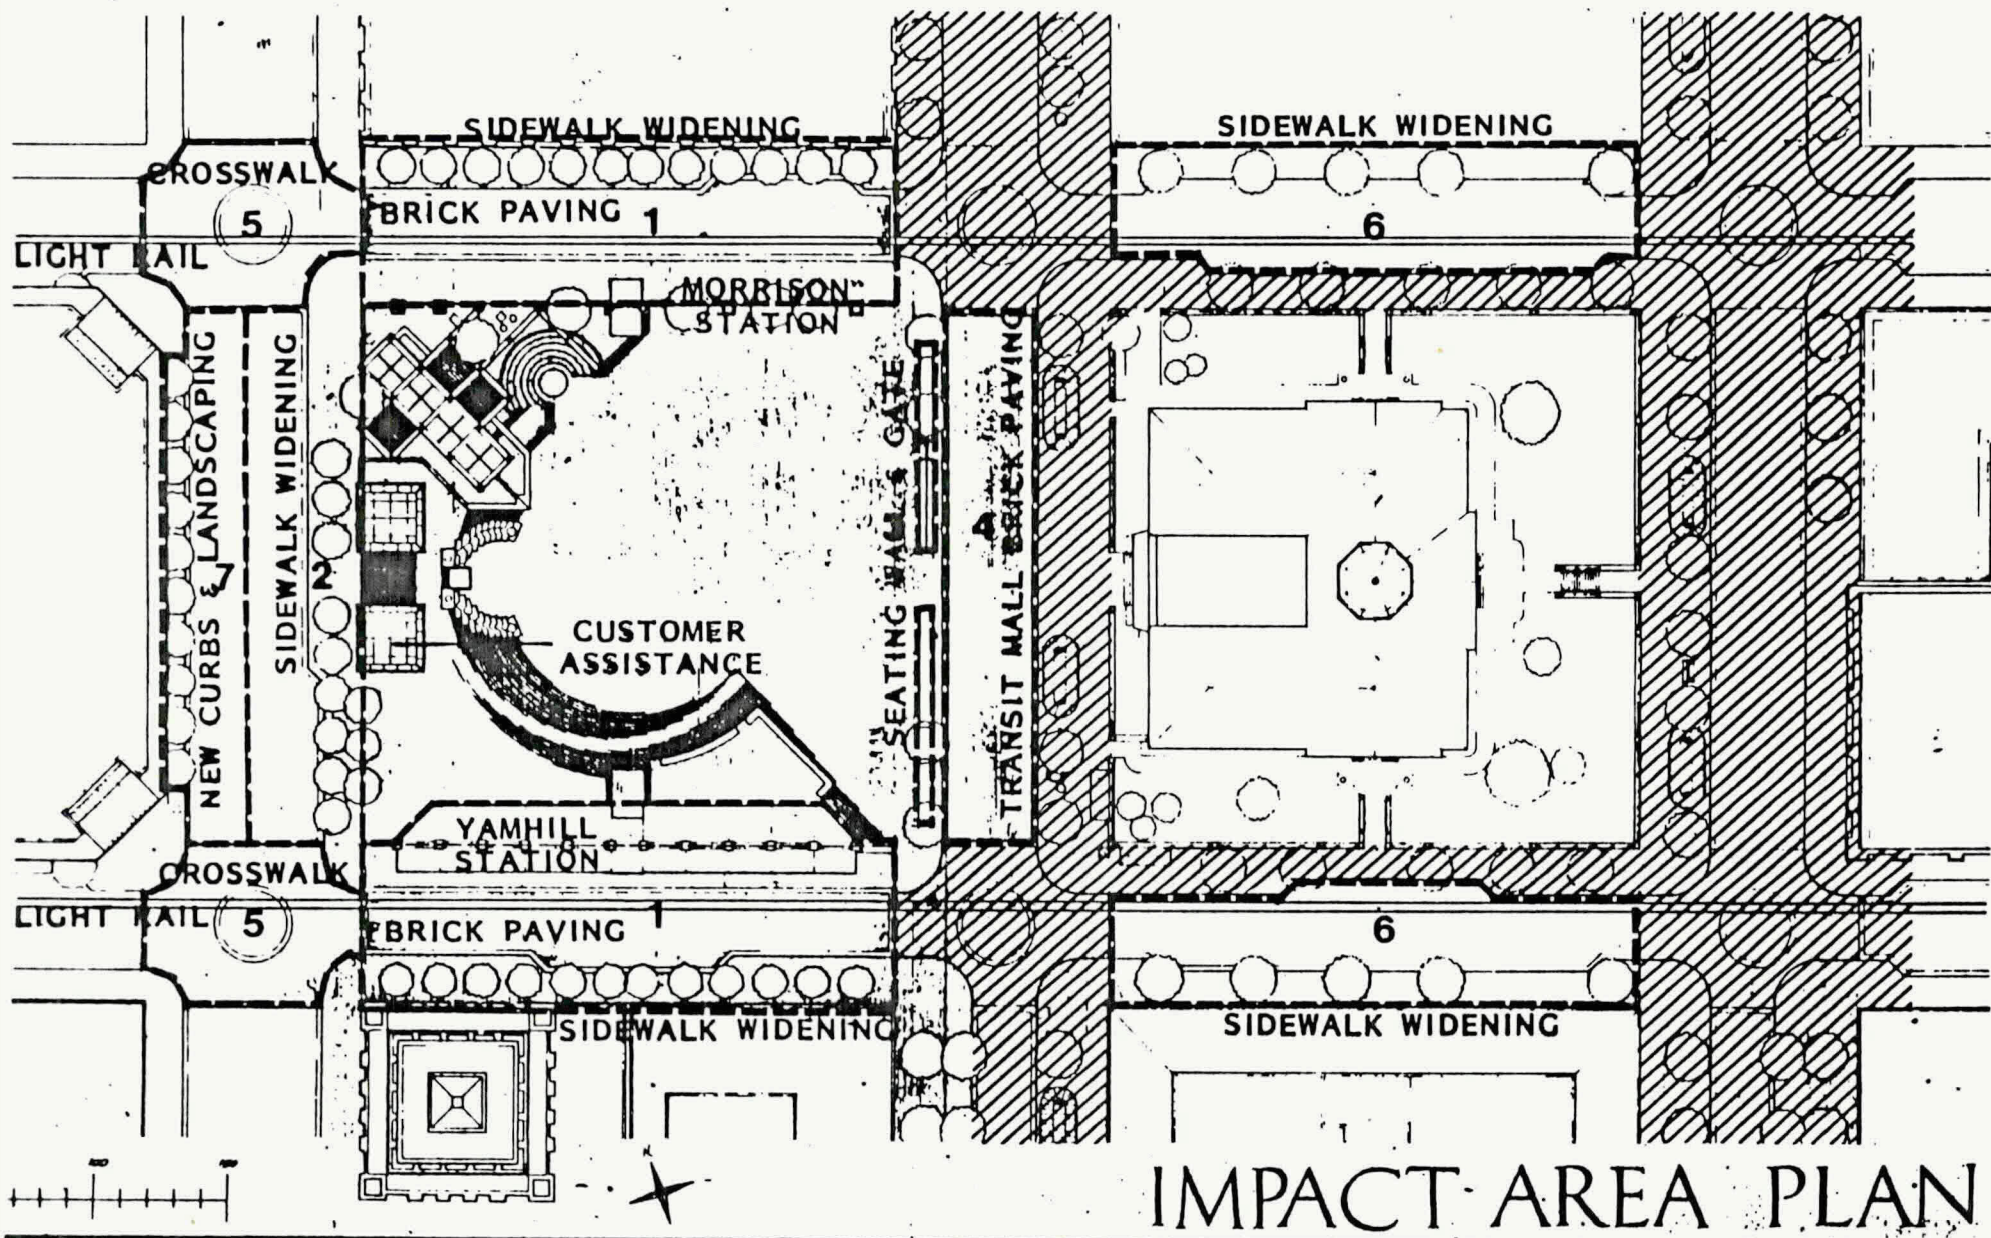 SIDEWALK WIDENING
SIDEWALK WIDENING
CROSSWALK
5
BRICK PAVING 1
6
LIGHT RAIL
MORRISON
STATION
NEW CURBS & LANDSCAPING
7
SIDEWALK WIDENING
2
SEATING WALL & GATE
4
TRANSIT MALL BRICK PAVING
CUSTOMER
ASSISTANCE
YAMHILL
STATION
CROSSWALK
LIGHT RAIL
5
BRICK PAVING 1
6
SIDEWALK WIDENING
SIDEWALK WIDENING
N
IMPACT AREA PLAN